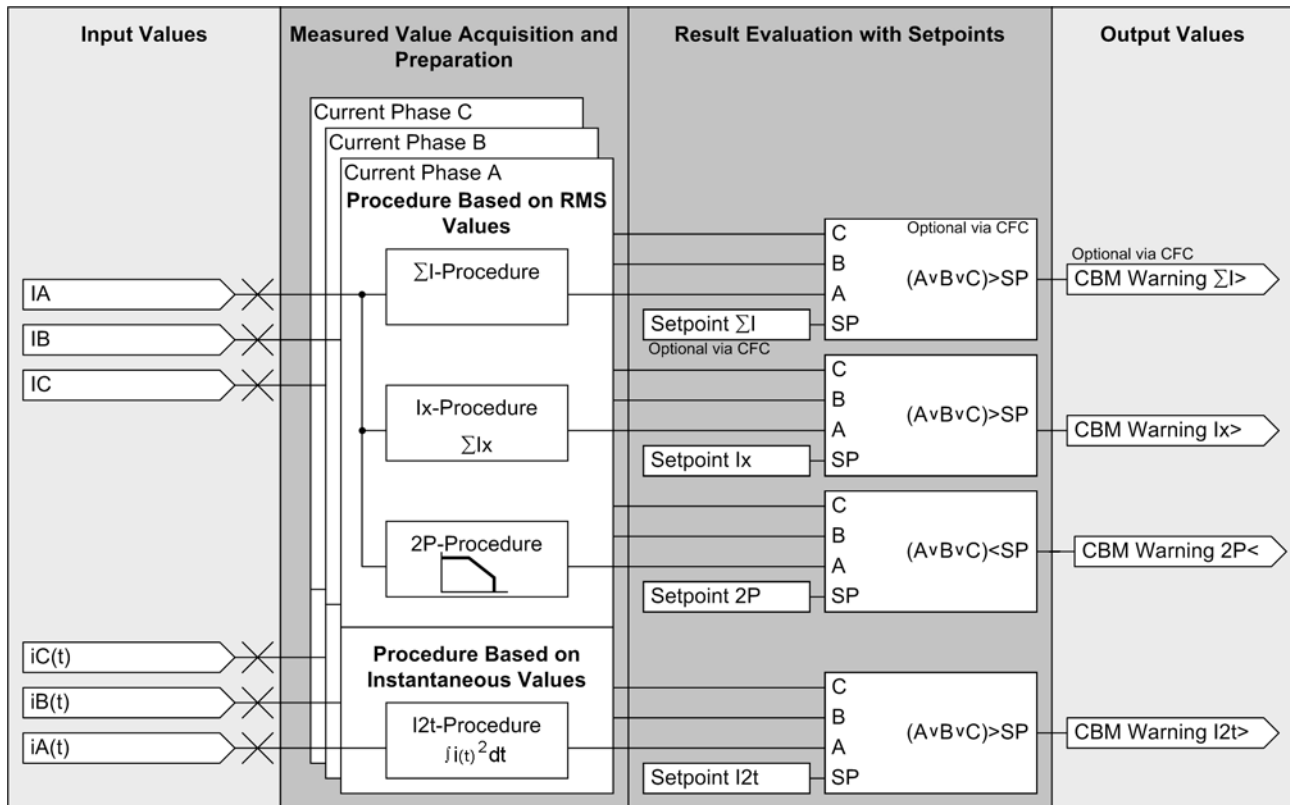 Input Values
Measured Value Acquisition and
Preparation
Result Evaluation with Setpoints
Output Values
Current Phase C
Current Phase B
Current Phase A
Procedure Based on RMS
Values
∑I-Procedure
Ix-Procedure
∑Ix
2P-Procedure
Procedure Based on
Instantaneous Values
I2t-Procedure
∫i(t)²dt
IA
IB
IC
iC(t)
iB(t)
iA(t)
C
Optional via CFC
B
(A∨B∨C)>SP
A
Setpoint ∑I
SP
Optional via CFC
C
B
(A∨B∨C)>SP
A
Setpoint Ix
SP
C
B
(A∨B∨C)<SP
A
Setpoint 2P
SP
C
B
(A∨B∨C)>SP
A
Setpoint I2t
SP
Optional via CFC
CBM Warning ∑I>
CBM Warning Ix>
CBM Warning 2P<
CBM Warning I2t>